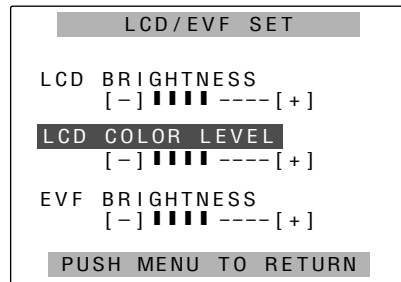 LCD/EVF SET
LCD BRIGHTNESS
[−]▮▮▮▮----[+]
LCD COLOR LEVEL
[−]▮▮▮▮----[+]
EVF BRIGHTNESS
[−]▮▮▮▮----[+]
PUSH MENU TO RETURN